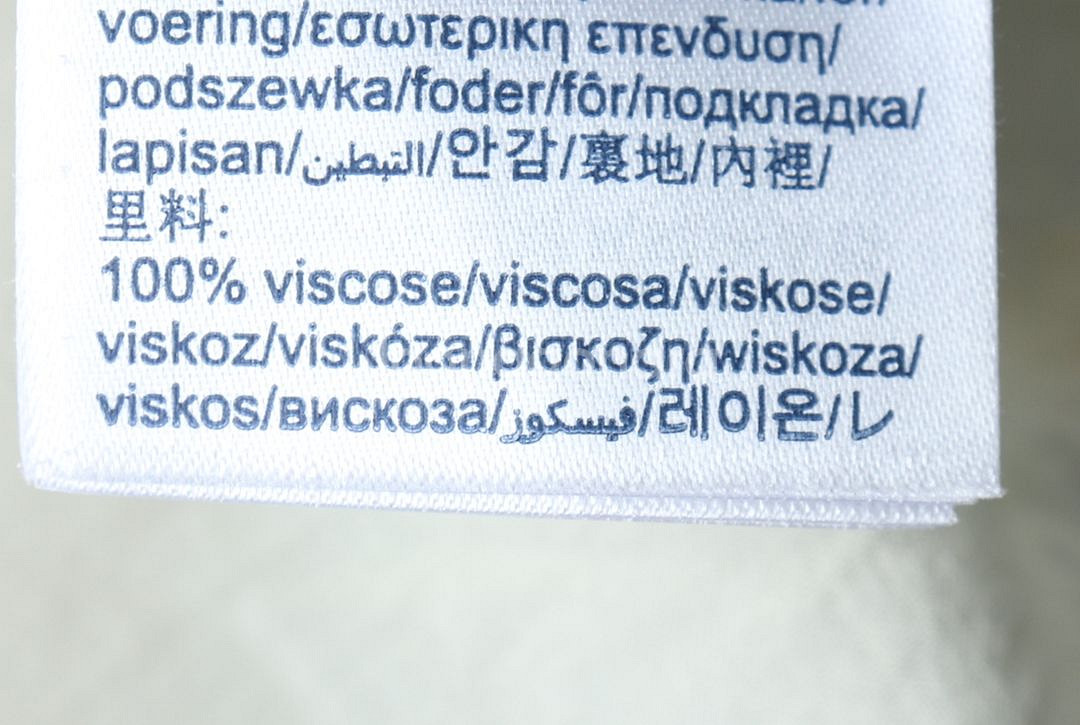 voering/εσωτερικη επενδυση/
podszewka/foder/fôr/подкладка/
lapisan/التبطين/안감/裏地/內裡/
里料:
100% viscose/viscosa/viskose/
viskoz/viskóza/βισκοζη/wiskoza/
viskos/вискоза/فيسكوز/레이온/レ